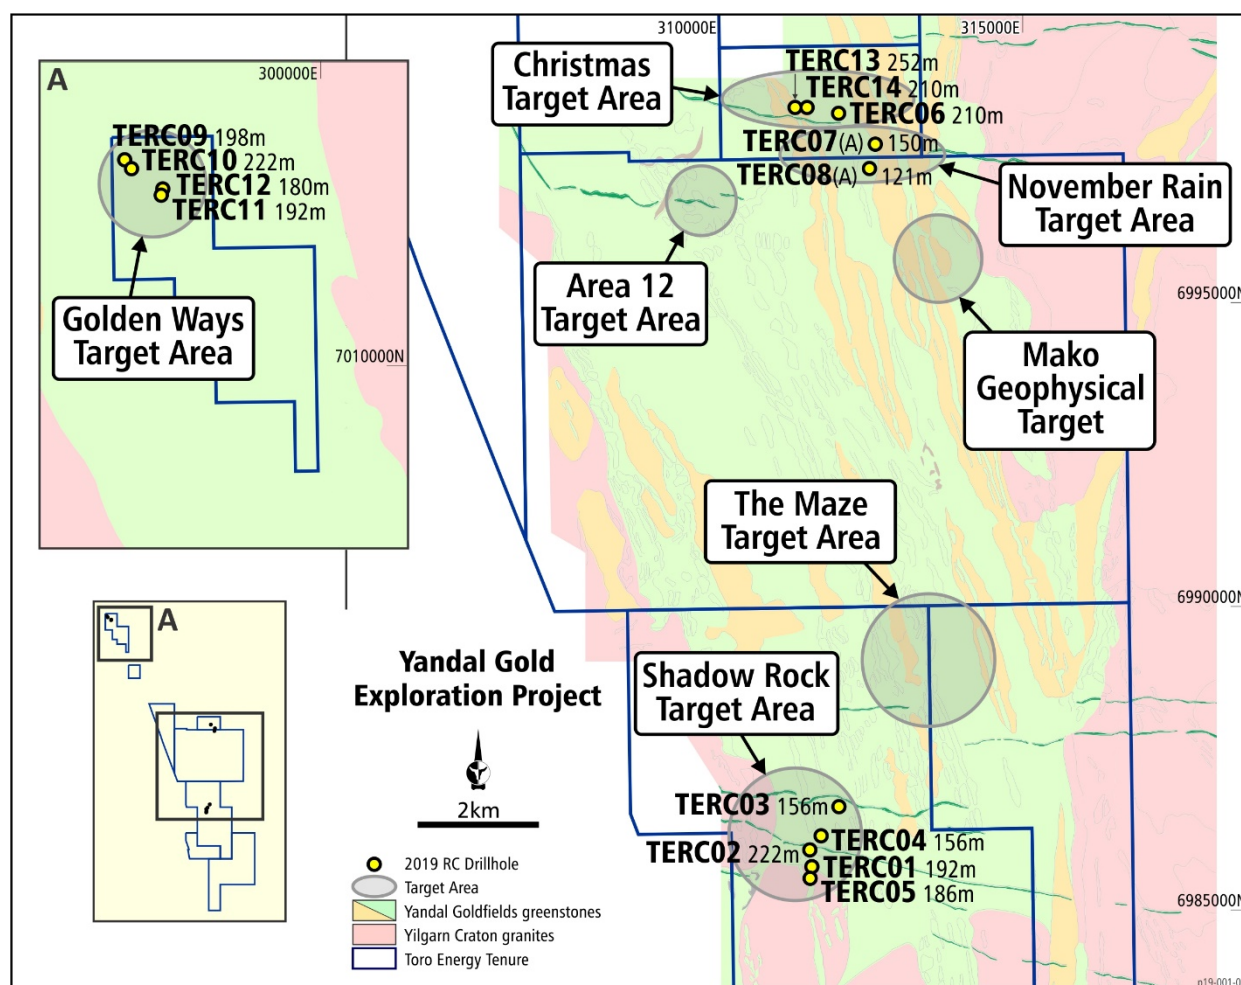 A
300000E
TERC09 198m
TERC10 222m
TERC12 180m
TERC11 192m
Golden Ways
Target Area
7010000N
310000E
315000E
Christmas
Target Area
TERC13 252m
TERC14 210m
TERC06 210m
TERC07(A) 150m
TERC08(A) 121m
November Rain
Target Area
Area 12
Target Area
6995000N
Mako
Geophysical
Target
The Maze
Target Area
6990000N
A
Yandal Gold
Exploration Project
2km
Shadow Rock
Target Area
TERC03 156m
TERC04 156m
TERC02 222m
TERC01 192m
TERC05 186m
6985000N
2019 RC Drillhole
Target Area
Yandal Goldfields greenstones
Yilgarn Craton granites
Toro Energy Tenure